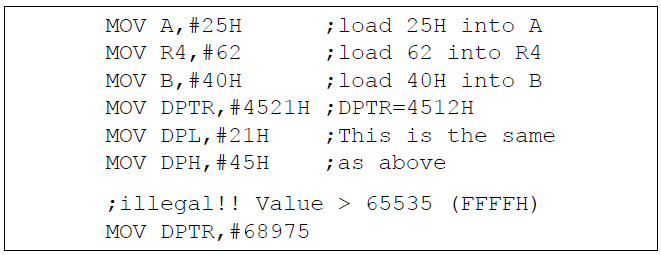 MOV A,#25H ;load 25H into A
MOV R4,#62 ;load 62 into R4
MOV B,#40H ;load 40H into B
MOV DPTR,#4521H ;DPTR=4512H
MOV DPL,#21H ;This is the same
MOV DPH,#45H ;as above
;illegal!! Value > 65535 (FFFFH)
MOV DPTR,#68975